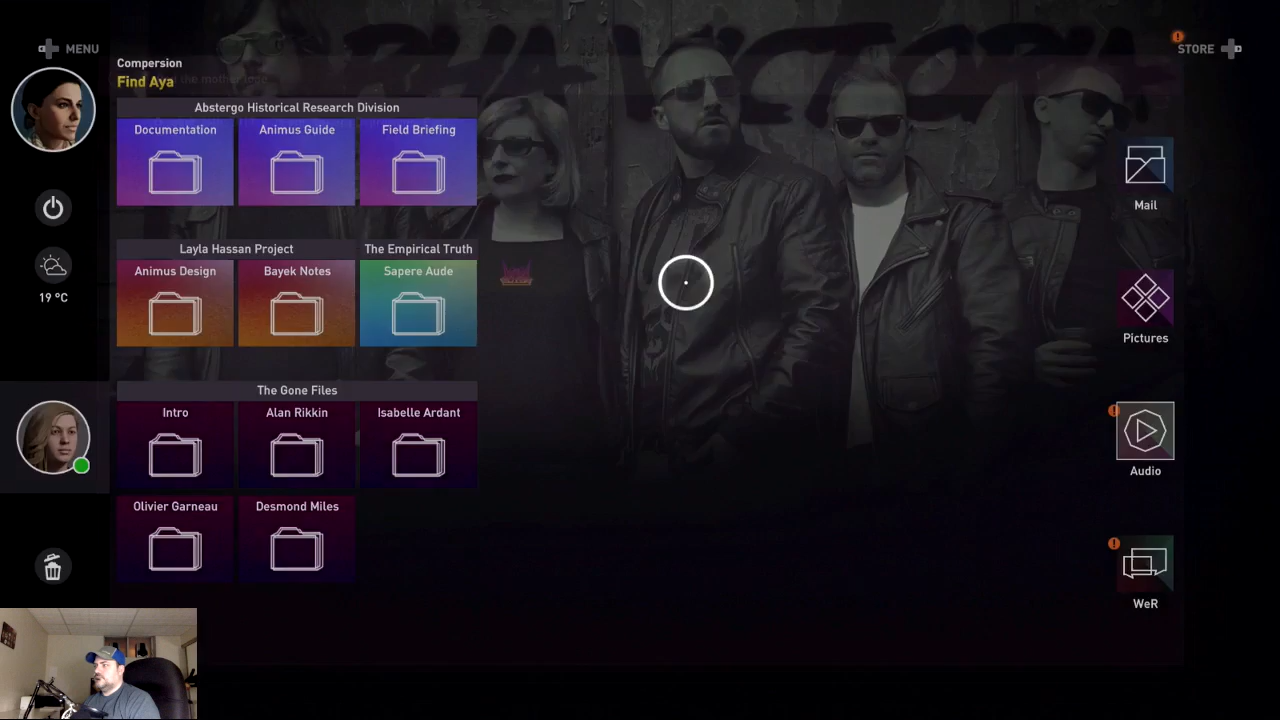 MENU
STORE
Compersion
Find Aya
Abstergo Historical Research Division
Documentation
Animus Guide
Field Briefing
Layla Hassan Project
The Empirical Truth
Animus Design
Bayek Notes
Sapere Aude
The Gone Files
Intro
Alan Rikkin
Isabelle Ardant
Olivier Garneau
Desmond Miles
19 °C
Mail
Pictures
Audio
WeR